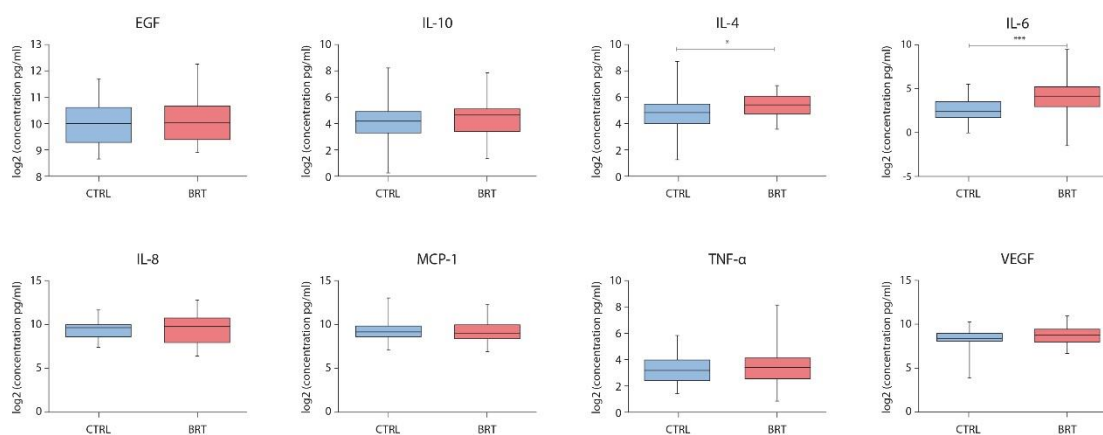 EGF
log2 (concentration pg/ml)
13
12
11
10
9
8
CTRL BRT
IL-10
log2 (concentration pg/ml)
10
8
6
4
2
0
CTRL BRT
IL-4
log2 (concentration pg/ml)
10
8
6
4
2
0
*
CTRL BRT
IL-6
log2 (concentration pg/ml)
10
5
0
-5
***
CTRL BRT
IL-8
log2 (concentration pg/ml)
15
10
5
0
CTRL BRT
MCP-1
log2 (concentration pg/ml)
15
10
5
0
CTRL BRT
TNF-α
log2 (concentration pg/ml)
10
8
6
4
2
0
CTRL BRT
VEGF
log2 (concentration pg/ml)
15
10
5
0
CTRL BRT